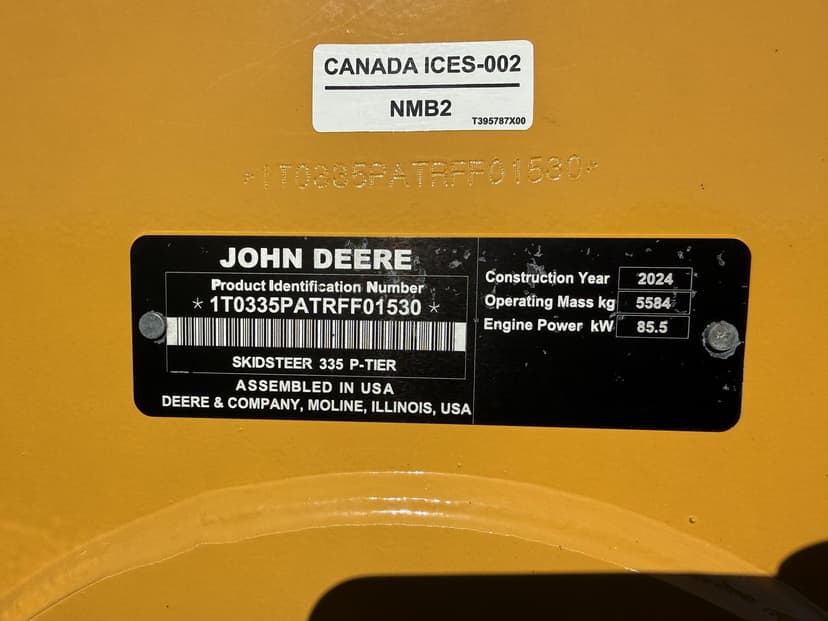 CANADA ICES-002
NMB2
T395787X00
*1T0335PATRFF01530*
JOHN DEERE
Product Identification Number
*1T0335PATRFF01530*
SKIDSTEER 335 P-TIER
ASSEMBLED IN USA
DEERE & COMPANY, MOLINE, ILLINOIS, USA
Construction Year 2024
Operating Mass kg 5584
Engine Power kW 85.5